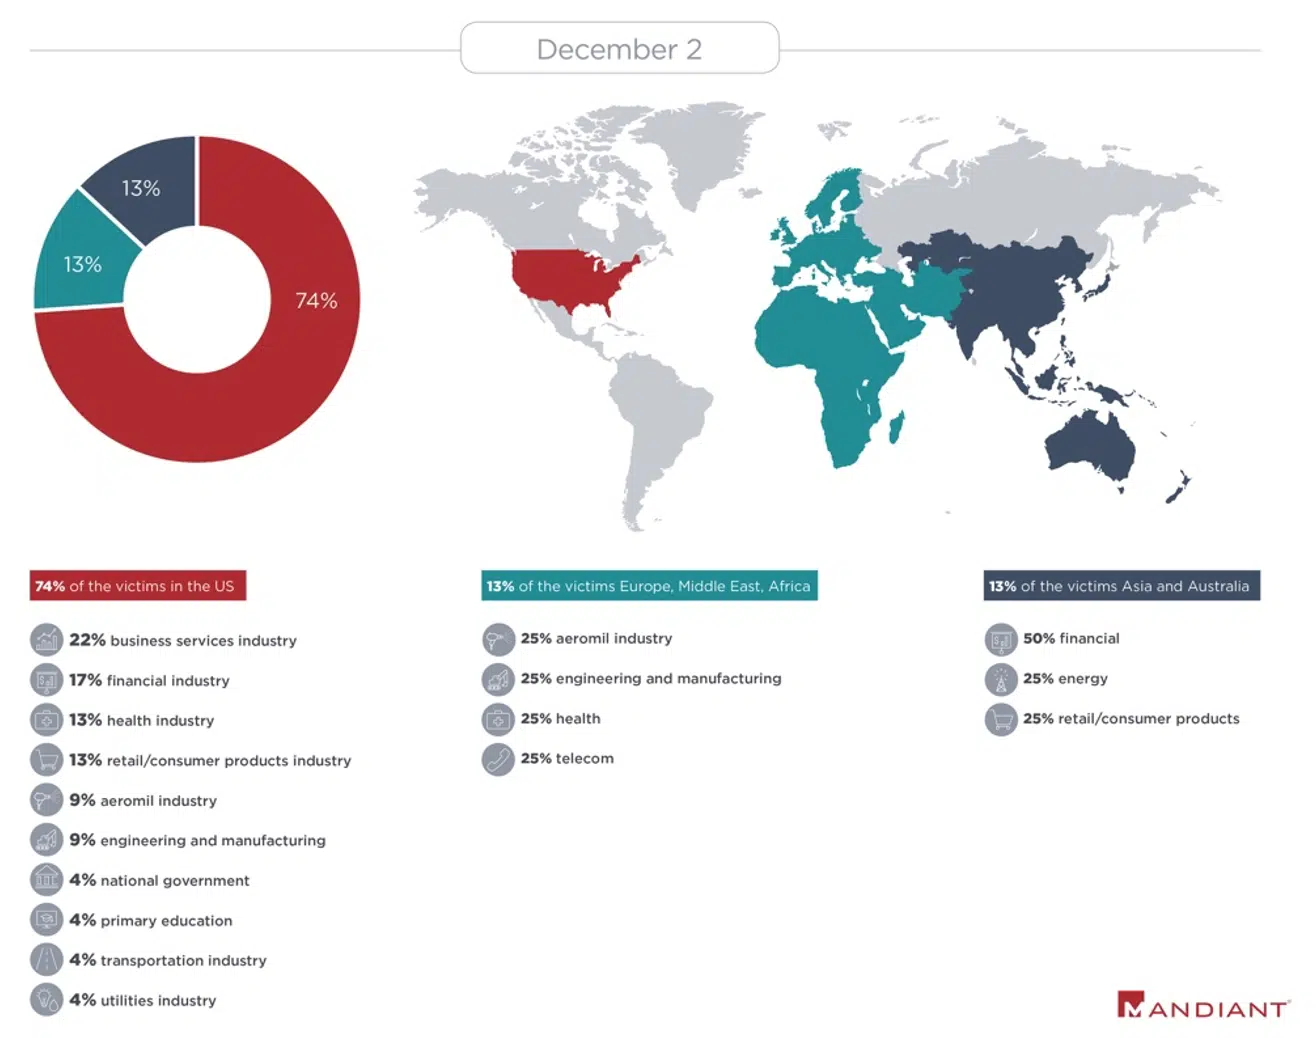 December 2
13%
13%
74%
74% of the victims in the US
22% business services industry
17% financial industry
13% health industry
13% retail/consumer products industry
9% aeromil industry
9% engineering and manufacturing
4% national government
4% primary education
4% transportation industry
4% utilities industry
13% of the victims Europe, Middle East, Africa
25% aeromil industry
25% engineering and manufacturing
25% health
25% telecom
13% of the victims Asia and Australia
50% financial
25% energy
25% retail/consumer products
MANDIANT